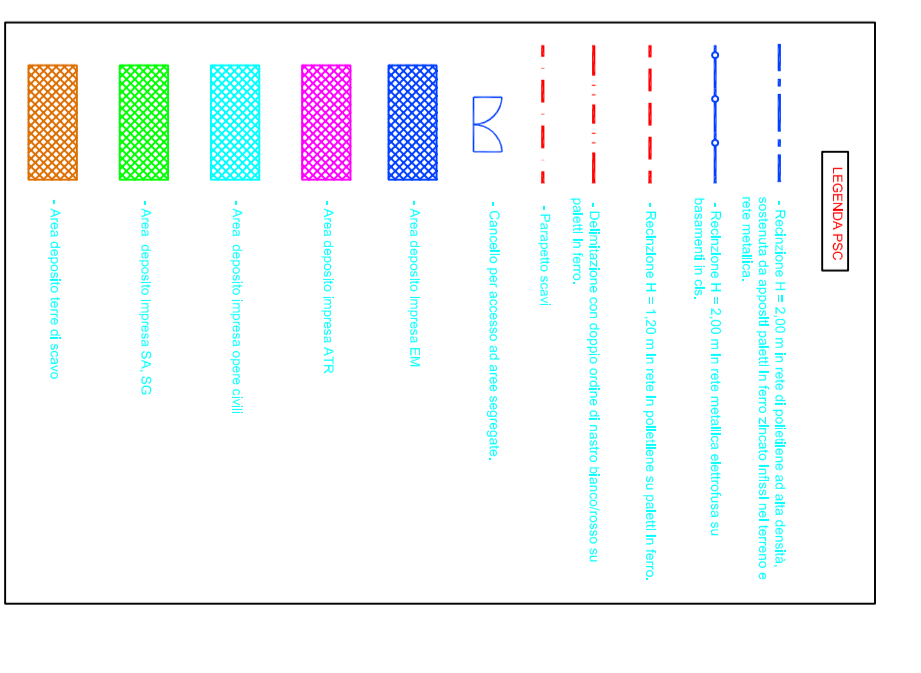 LEGENDA PSC
- Recinzione H = 2,00 m in rete di polietilene ad alta densità,
sostenuta da appositi paletti in ferro zincato infissi nel terreno e
rete metallica.
- Recinzione H = 2,00 m in rete metallica elettrofusa su
basamenti in cls.
- Recinzione H = 1,20 m in rete in polietilene su paletti in ferro.
- Delimitazione con doppio ordine di nastro bianco/rosso su
paletti in ferro.
- Parapetto scavi
- Cancello per accesso ad aree segregate.
- Area deposito Impresa EM
- Area deposito impresa ATR
- Area deposito impresa opere civili
- Area deposito Impresa SA, SG
- Area deposito terre di scavo